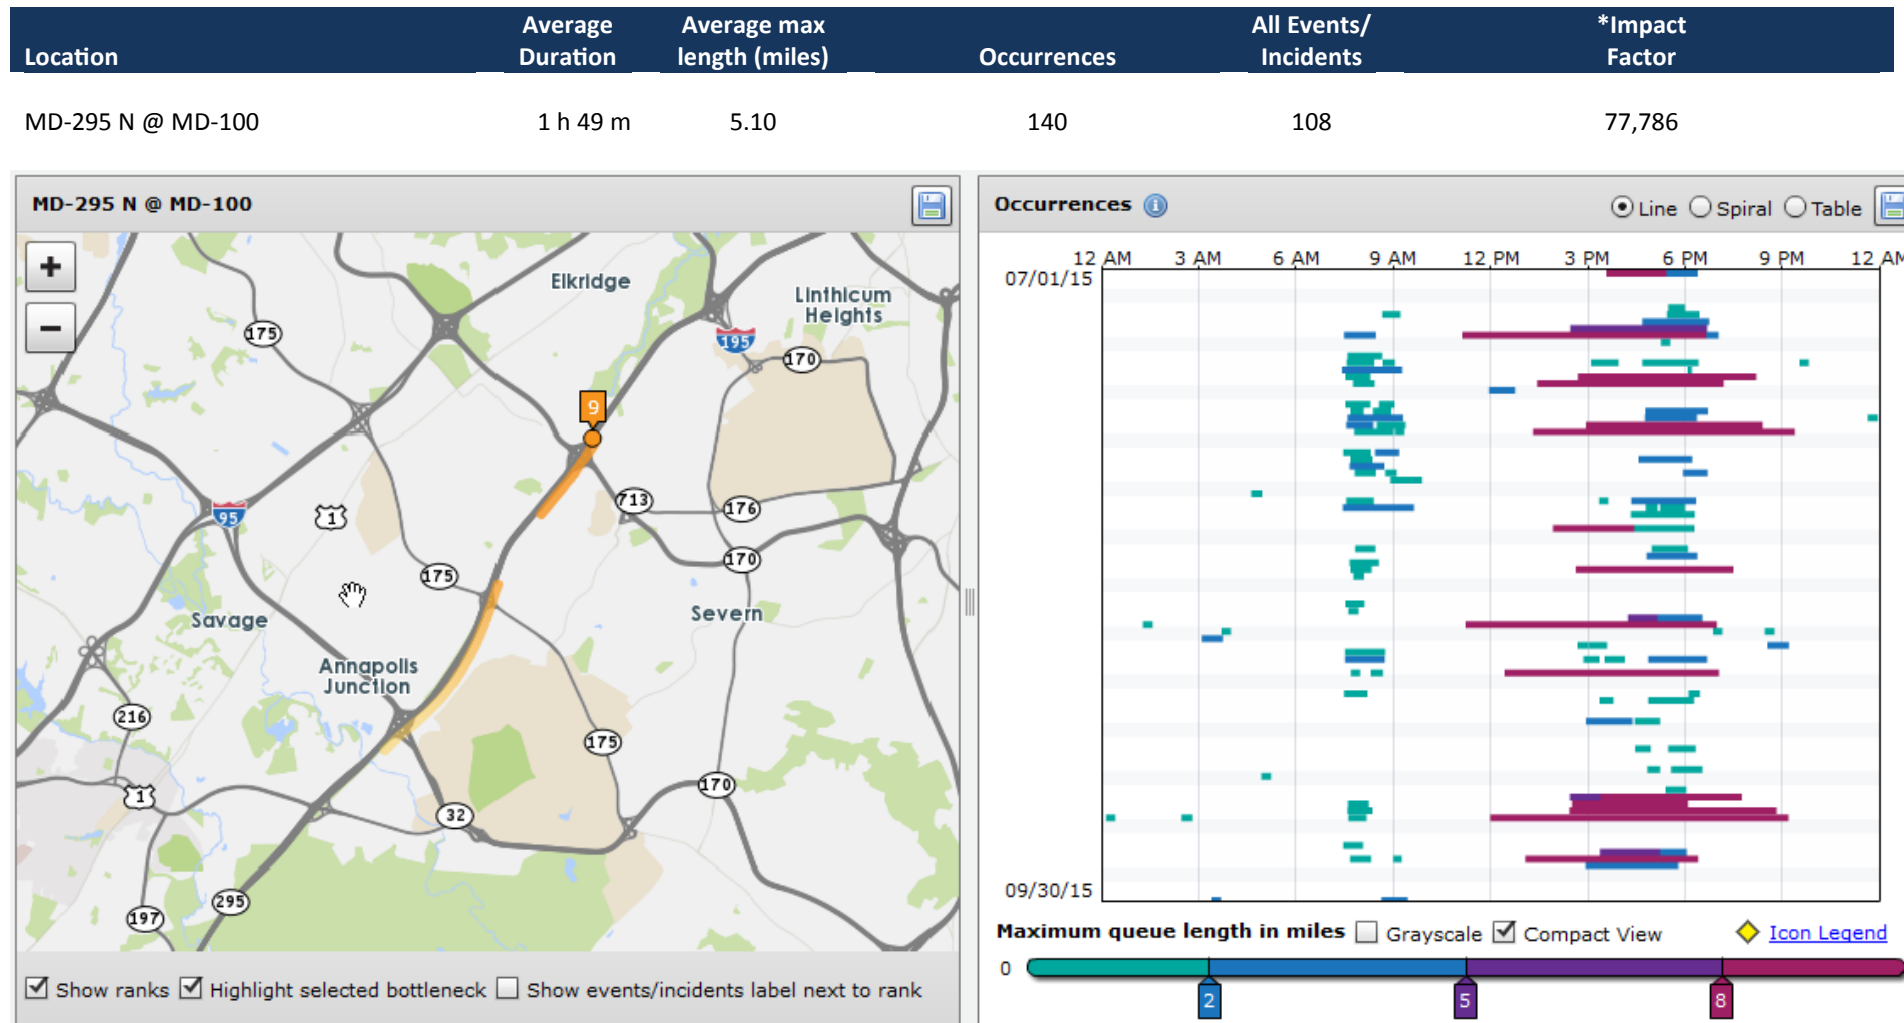 Location Average Duration Average max length (miles) Occurrences All Events/ Incidents *Impact Factor
MD-295 N @ MD-100 1 h 49 m 5.10 140 108 77,786
MD-295 N @ MD-100
+
−
Elkridge
Linthicum Heights
175
195
170
9
95
1
713
176
175
170
Savage
Severn
Annapolis Junction
216
175
1
170
32
295
197
Show ranks Highlight selected bottleneck Show events/incidents label next to rank
Occurrences i Line Spiral Table
12 AM 3 AM 6 AM 9 AM 12 PM 3 PM 6 PM 9 PM 12 AM
07/01/15
09/30/15
Maximum queue length in miles Grayscale Compact View Icon Legend
0
2 5 8